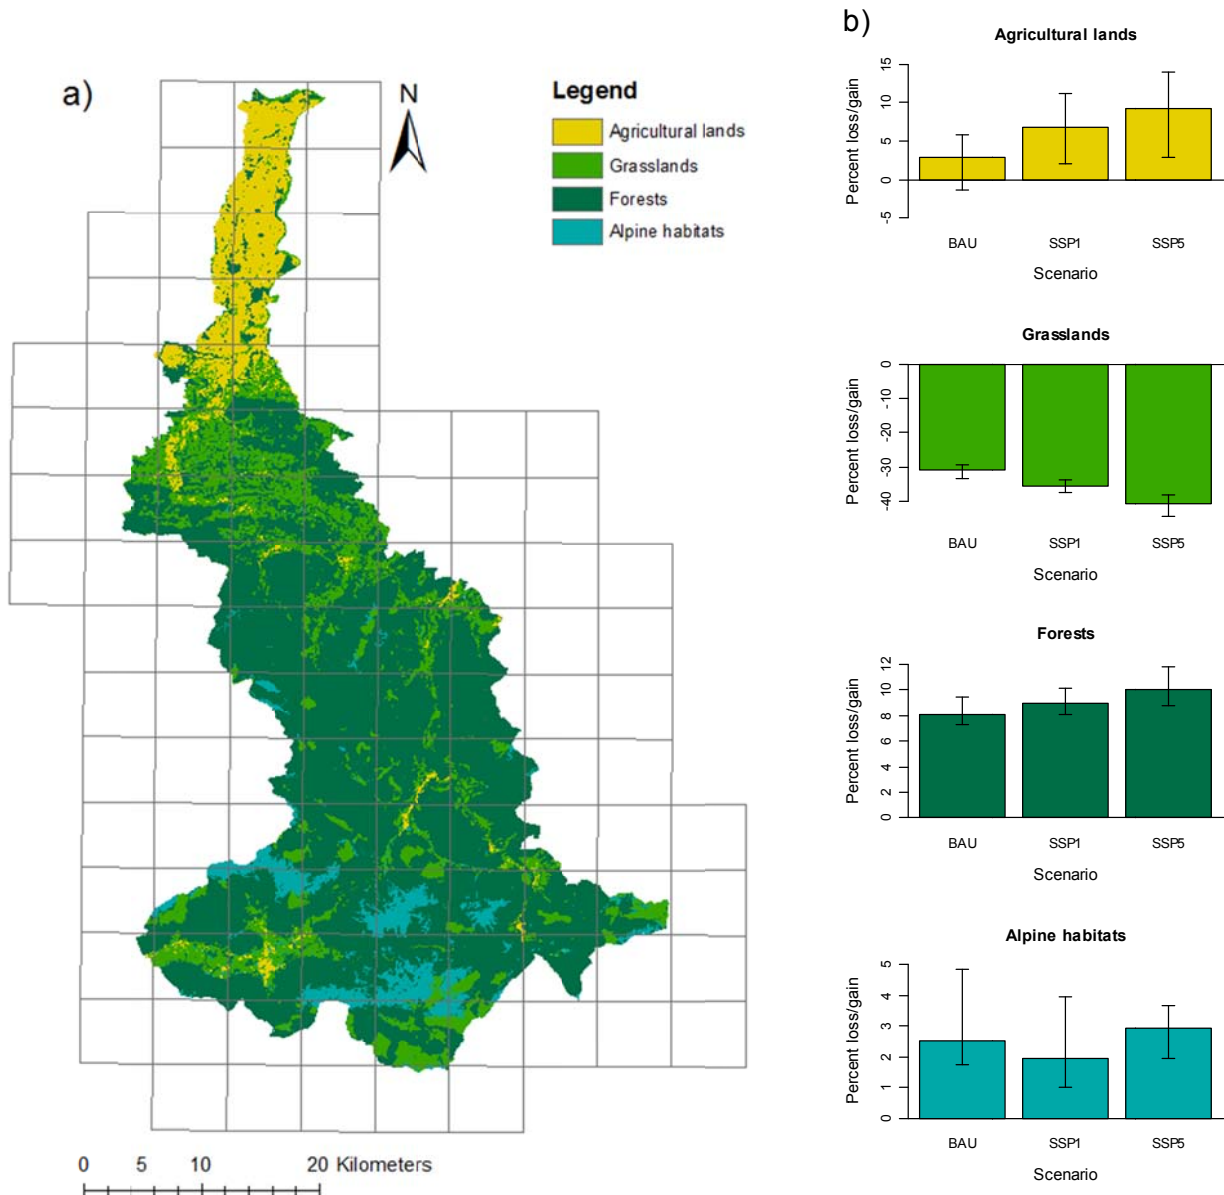 a)
N
Legend
Agricultural lands
Grasslands
Forests
Alpine habitats
0 5 10 20 Kilometers
b)
Agricultural lands
Percent loss/gain
15
10
5
0
-5
BAU SSP1 SSP5
Scenario
Grasslands
Percent loss/gain
0
-10
-20
-30
-40
BAU SSP1 SSP5
Scenario
Forests
Percent loss/gain
12
10
8
6
4
2
0
BAU SSP1 SSP5
Scenario
Alpine habitats
Percent loss/gain
5
4
3
2
1
0
BAU SSP1 SSP5
Scenario